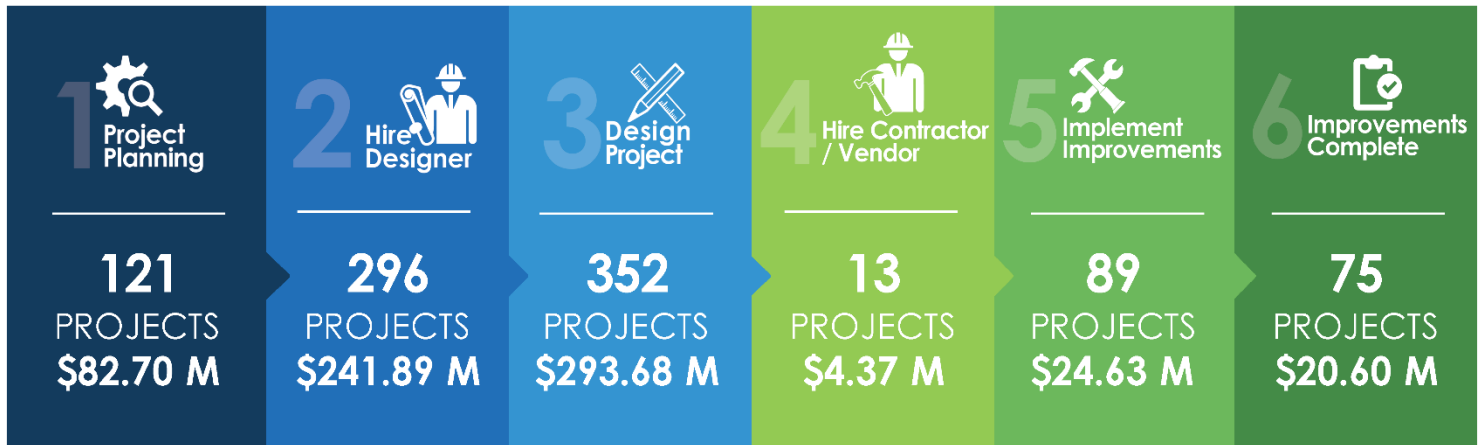 1
Project
Planning
121
PROJECTS
$82.70 M
2
Hire
Designer
296
PROJECTS
$241.89 M
3
Design
Project
352
PROJECTS
$293.68 M
4
Hire Contractor
/ Vendor
13
PROJECTS
$4.37 M
5
Implement
Improvements
89
PROJECTS
$24.63 M
6
Improvements
Complete
75
PROJECTS
$20.60 M